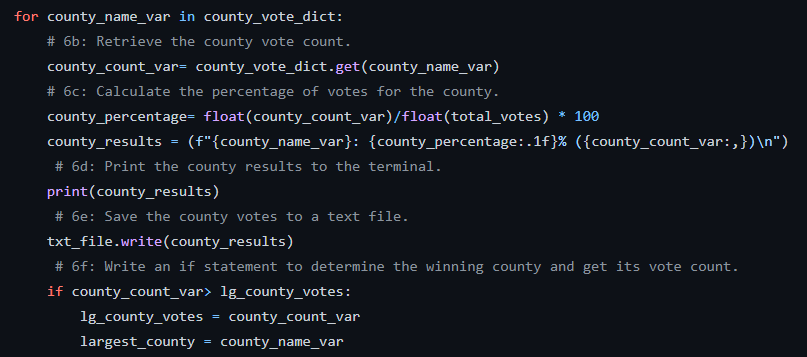 for county_name_var in county_vote_dict:
    # 6b: Retrieve the county vote count.
    county_count_var= county_vote_dict.get(county_name_var)
    # 6c: Calculate the percentage of votes for the county.
    county_percentage= float(county_count_var)/float(total_votes) * 100
    county_results = (f"{county_name_var}: {county_percentage:.1f}% ({county_count_var:,})\n")
     # 6d: Print the county results to the terminal.
    print(county_results)
     # 6e: Save the county votes to a text file.
    txt_file.write(county_results)
     # 6f: Write an if statement to determine the winning county and get its vote count.
    if county_count_var> lg_county_votes:
        lg_county_votes = county_count_var
        largest_county = county_name_var